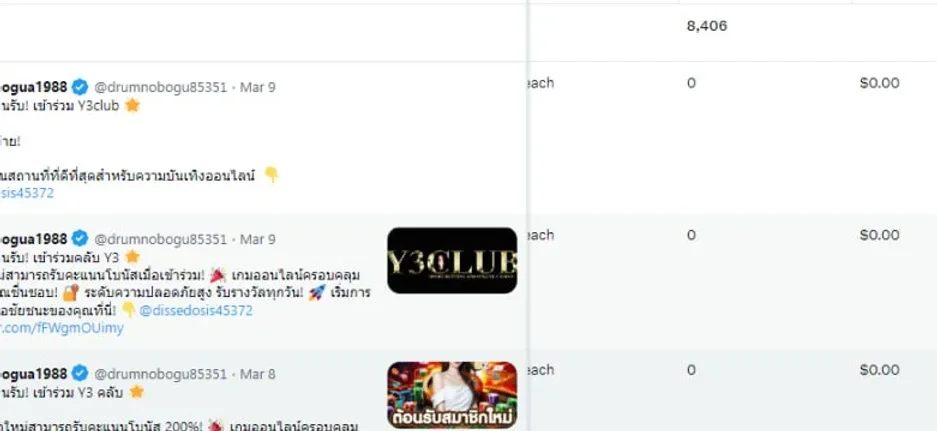 8,406
ogua1988 @drumnobogu85351 · Mar 9
นรับ! เข้าร่วม Y3club
each 0 $0.00
าย!
นสถานที่ที่ดีที่สุดสำหรับความบันเทิงออนไลน์
sis45372
ogua1988 @drumnobogu85351 · Mar 9
each 0 $0.00
นรับ! เข้าร่วมคลับ Y3
ม่สามารถรับคะแนนโบนัสเมื่อเข้าร่วม! เกมออนไลน์ครอบคลุม
ณชื่นชอบ! ระดับความปลอดภัยสูง รับรางวัลทุกวัน! เริ่มการ
อชัยชนะของคุณที่นี่! @dissedosis45372
r.com/fFWgmOUimy
Y3CLUB
ogua1988 @drumnobogu85351 · Mar 8
each 0 $0.00
นรับ! เข้าร่วม Y3 คลับ
กใหม่สามารถรับคะแนนโบนัส 200%! เกมออนไลน์ครอบคลุม
ต้อนรับสมาชิกใหม่